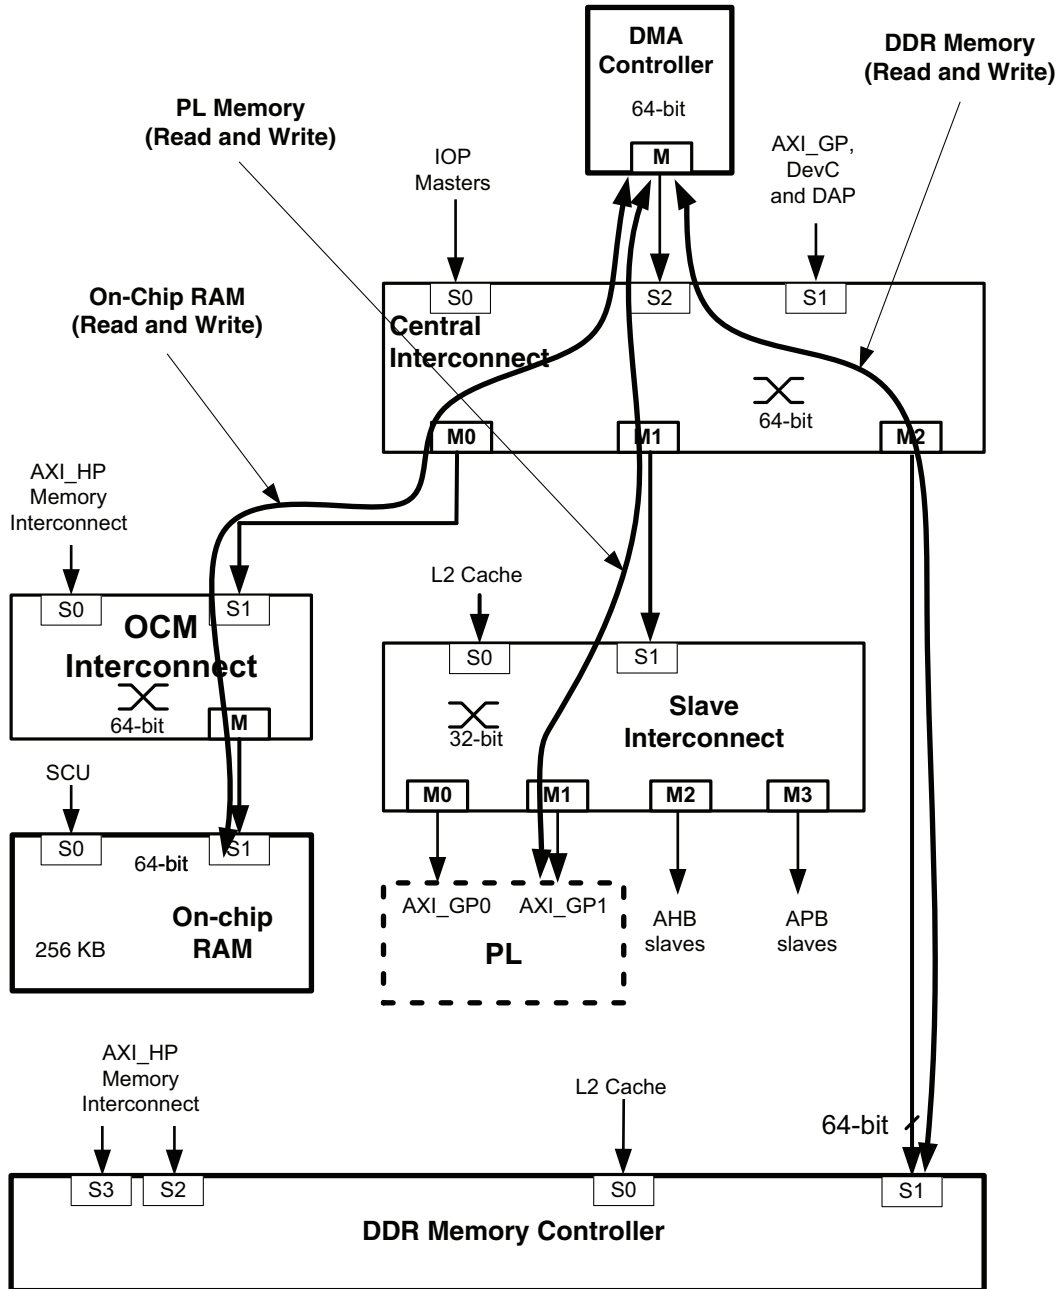 DMA
Controller
64-bit
M
DDR Memory
(Read and Write)
PL Memory
(Read and Write)
IOP
Masters
AXI_GP,
DevC
and DAP
On-Chip RAM
(Read and Write)
S0
S2
S1
Central
Interconnect
64-bit
M0
M1
M2
AXI_HP
Memory
Interconnect
L2 Cache
S0
S1
OCM
Interconnect
64-bit
M
S0
S1
Slave
Interconnect
32-bit
M0
M1
M2
M3
SCU
S0
64-bit
S1
On-chip
RAM
256 KB
AXI_GP0
AXI_GP1
PL
AHB
slaves
APB
slaves
AXI_HP
Memory
Interconnect
L2 Cache
64-bit
S3
S2
S0
S1
DDR Memory Controller